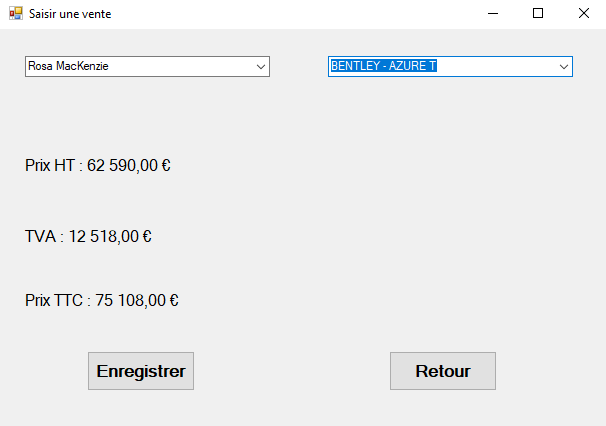 Saisir une vente
Rosa MacKenzie
BENTLEY - AZURE T
Prix HT : 62 590,00 €
TVA : 12 518,00 €
Prix TTC : 75 108,00 €
Enregistrer
Retour